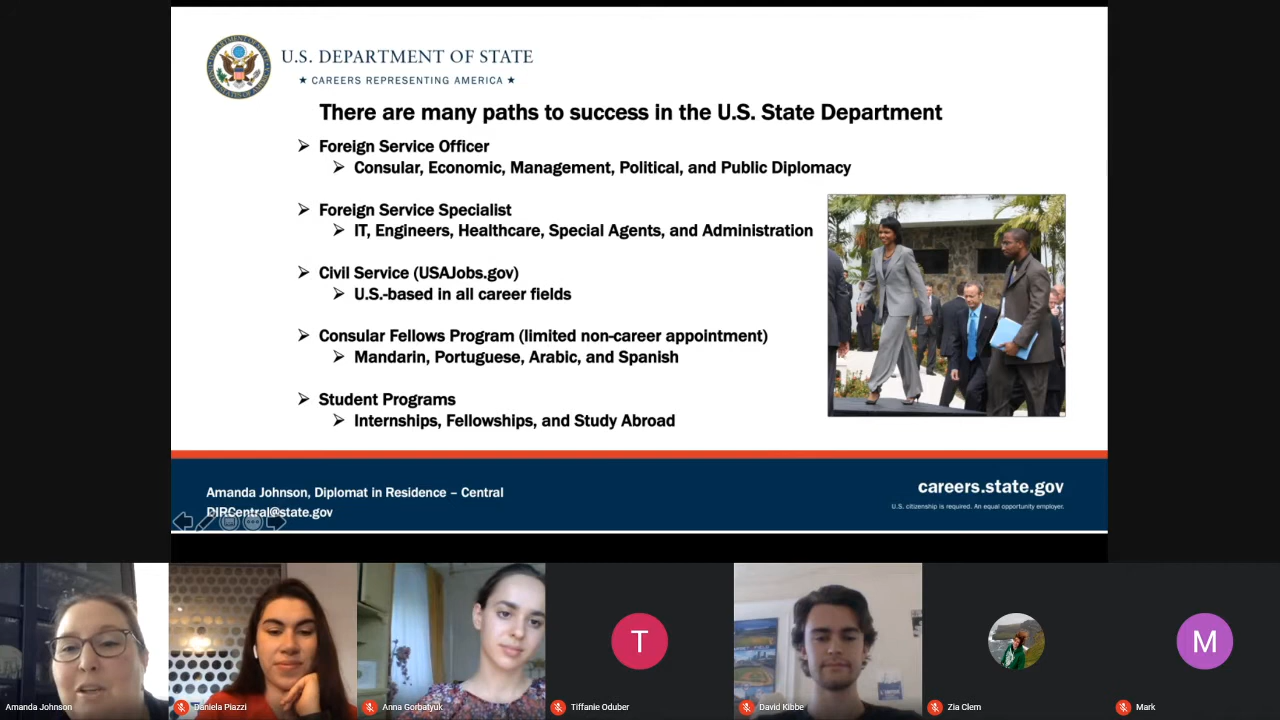 U.S. DEPARTMENT OF STATE
★ CAREERS REPRESENTING AMERICA ★
There are many paths to success in the U.S. State Department
➢ Foreign Service Officer
➢ Consular, Economic, Management, Political, and Public Diplomacy
➢ Foreign Service Specialist
➢ IT, Engineers, Healthcare, Special Agents, and Administration
➢ Civil Service (USAJobs.gov)
➢ U.S.-based in all career fields
➢ Consular Fellows Program (limited non-career appointment)
➢ Mandarin, Portuguese, Arabic, and Spanish
➢ Student Programs
➢ Internships, Fellowships, and Study Abroad
Amanda Johnson, Diplomat in Residence – Central
DIRCentral@state.gov
careers.state.gov
U.S. citizenship is required. An equal opportunity employer.
T
M
Amanda Johnson
Daniela Piazzi
Anna Gorbatyuk
Tiffanie Oduber
David Kibbe
Zia Clem
Mark